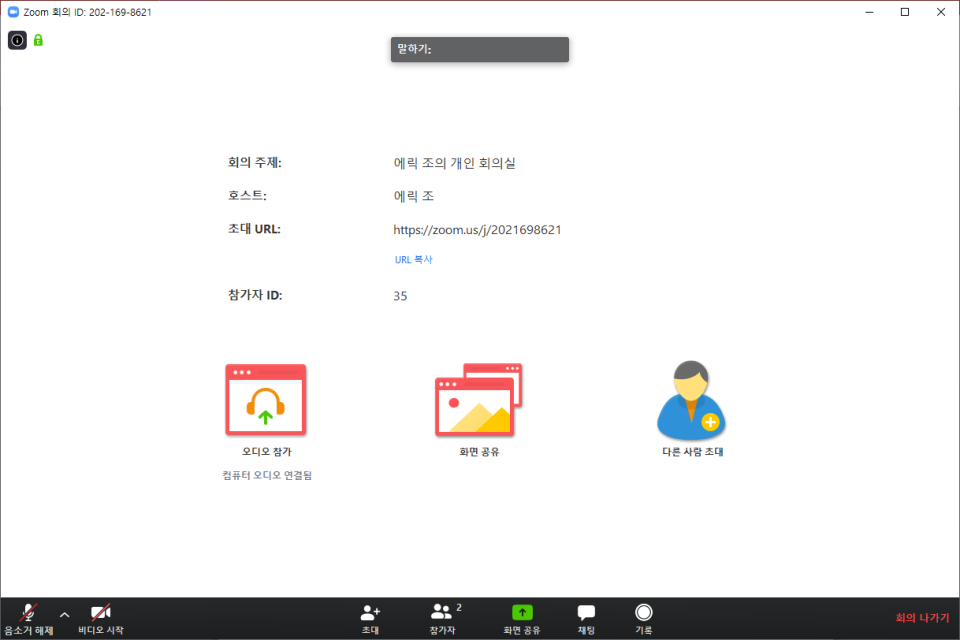 Zoom 회의 ID: 202-169-8621
말하기:
회의 주제: 에릭 조의 개인 회의실
호스트: 에릭 조
초대 URL: https://zoom.us/j/2021698621
URL 복사
참가자 ID: 35
오디오 참가 화면 공유 다른 사람 초대
컴퓨터 오디오 연결됨
2
음소거 해제 비디오 시작 초대 참가자 화면 공유 채팅 기록 회의 나가기